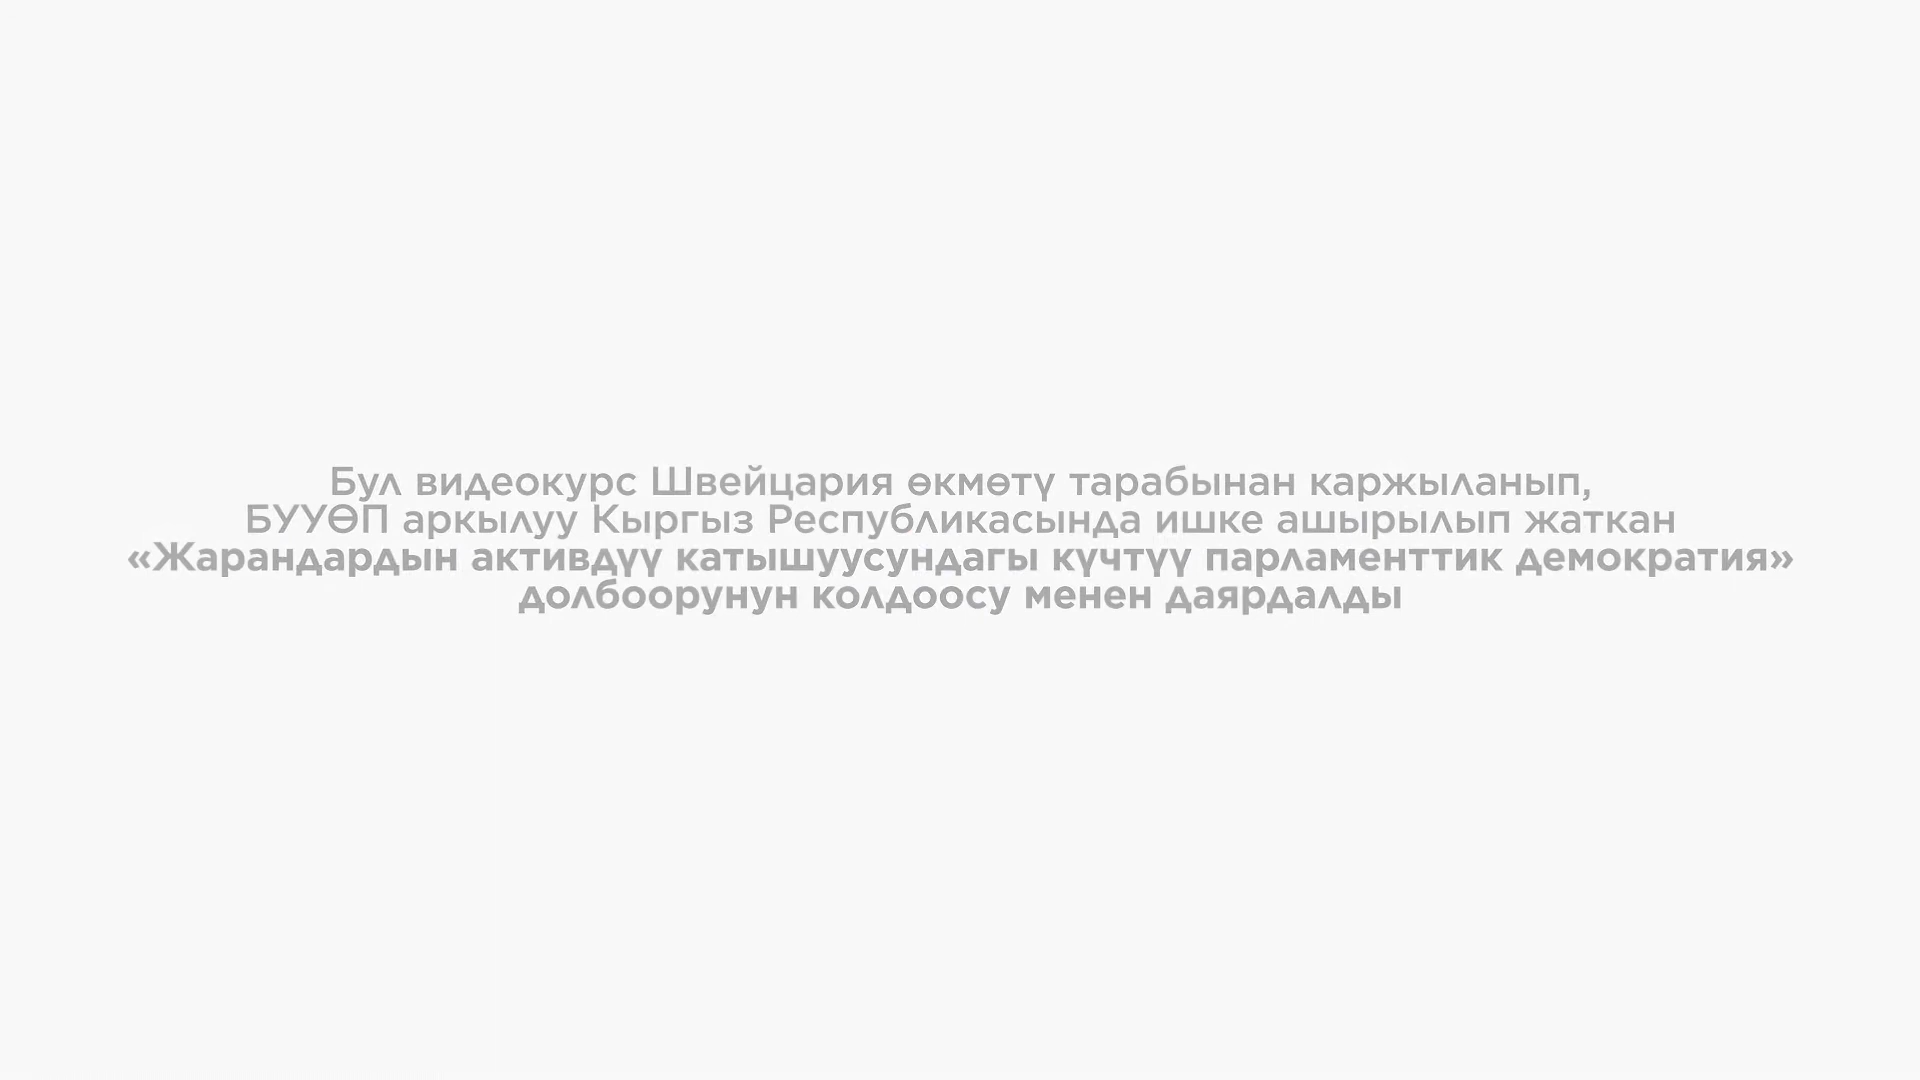 Бул видеокурс Швейцария өкмөтү тарабынан каржыланып,
БУУӨП аркылуу Кыргыз Республикасында ишке ашырылып жаткан
«Жарандардын активдүү катышуусундагы күчтүү парламенттик демократия»
долбоорунун колдоосу менен даярдалды